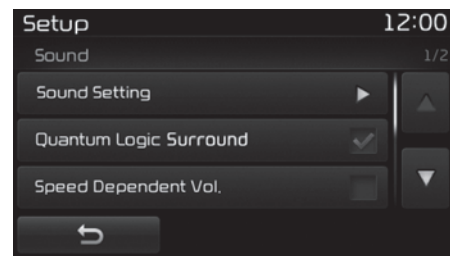 Setup 12:00
Sound 1/2
Sound Setting
Quantum Logic Surround
Speed Dependent Vol.